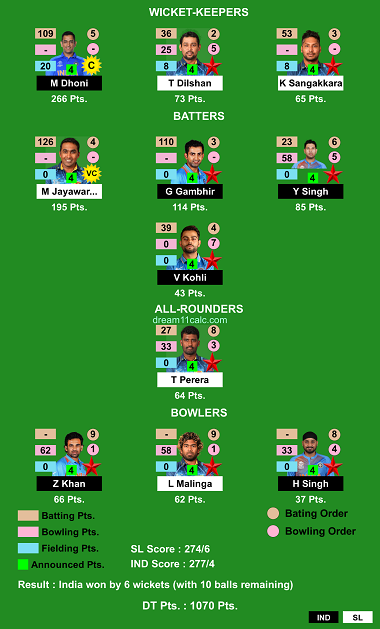 WICKET-KEEPERS
109 5 36 2 53 3
- - 25 5 - -
20 4 C 8 4 8 4
M Dhoni T Dilshan K Sangakkara
266 Pts. 73 Pts. 65 Pts.
BATTERS
126 4 110 3 23 6
- - - - 58 5
0 4 VC 0 4 0 4
M Jayawar... G Gambhir Y Singh
195 Pts. 114 Pts. 85 Pts.
39 4
0 7
0 4
V Kohli
43 Pts.
ALL-ROUNDERS
dream11calc.com
27 8
33 3
0 4
T Perera
64 Pts.
BOWLERS
- 9 - 9 - 8
62 1 58 1 33 4
0 4 0 4 0 4
Z Khan L Malinga H Singh
66 Pts. 62 Pts. 37 Pts.
Batting Pts. Bating Order
Bowling Pts. Bowling Order
Fielding Pts. SL Score : 274/6
Announced Pts. IND Score : 277/4
Result : India won by 6 wickets (with 10 balls remaining)
DT Pts. : 1070 Pts.
IND SL